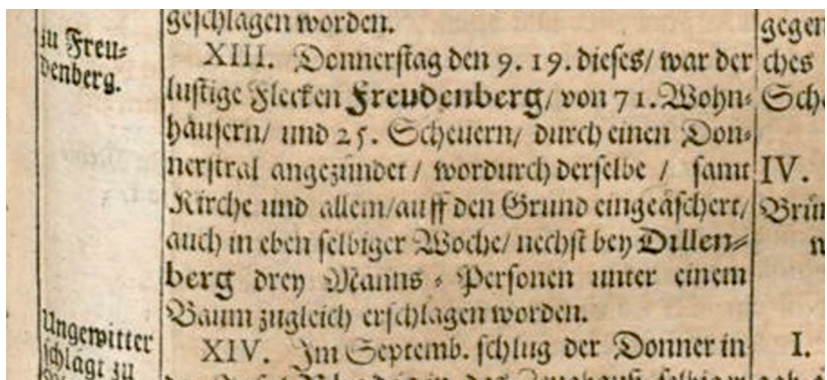 zu Freu⸗
denberg.
geschlagen worden.
XIII. Donnerstag den 9. 19. dieses/ war der
lustige Flecken Freudenberg/ von 71. Wohn⸗
häusern/ und 25. Scheuern/ durch einen Don⸗
nerstral angezündet / wordurch derselbe / samt
Kirche und allem/ auff den Grund eingeäschert/
auch in eben selbiger Woche/ nechst bey Dillen⸗
berg drey Manns ⸗ Personen unter einem
Baum zugleich erschlagen worden.
Ungewitter
schlägt zu
XIV. Im Septemb. schlug der Donner in
gegen
ches
Sche
IV.
Brün
I.